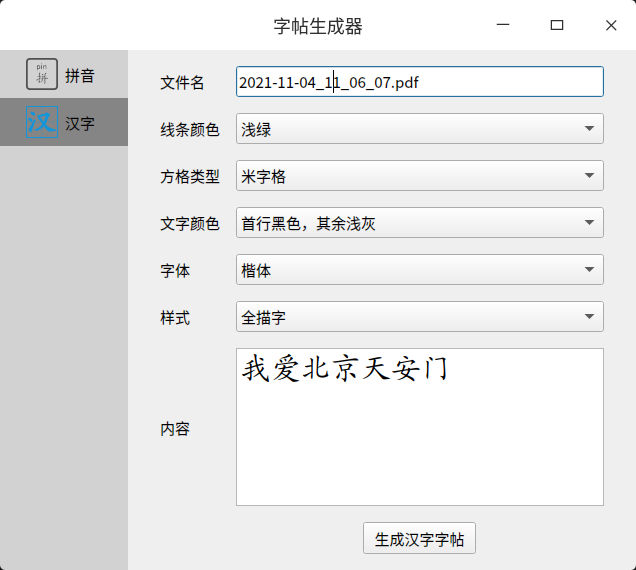 字帖生成器
pin
拼
拼音
汉
汉字
文件名
2021-11-04_11_06_07.pdf
线条颜色
浅绿
方格类型
米字格
文字颜色
首行黑色，其余浅灰
字体
楷体
样式
全描字
内容
我爱北京天安门
生成汉字字帖